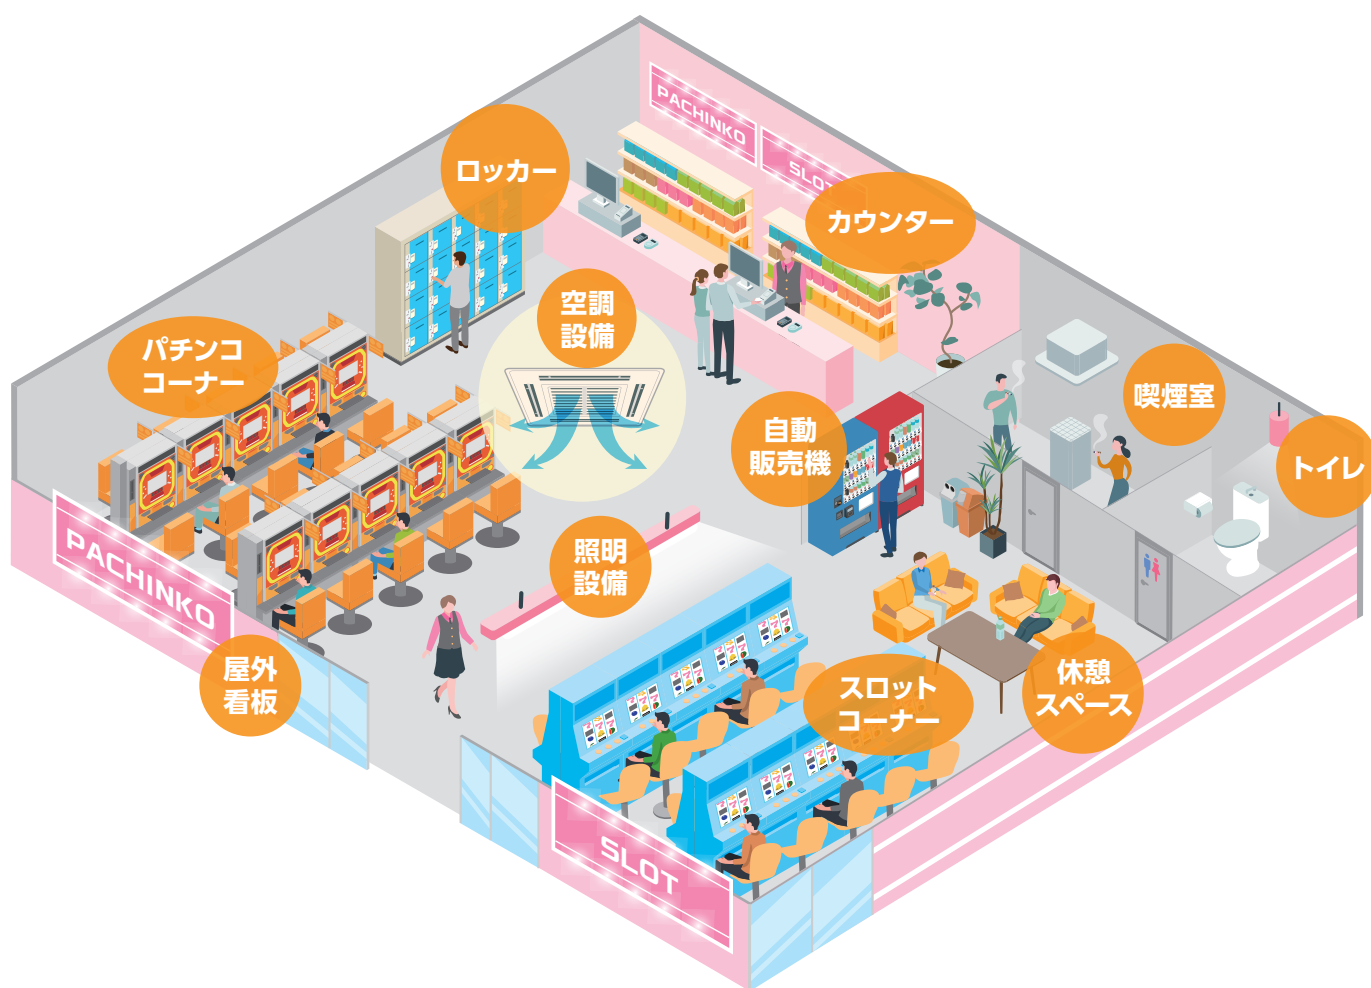 PACHINKO
SLOT
ロッカー
カウンター
空調
設備
パチンコ
コーナー
喫煙室
自動
販売機
トイレ
照明
設備
PACHINKO
屋外
看板
スロット
コーナー
休憩
スペース
SLOT